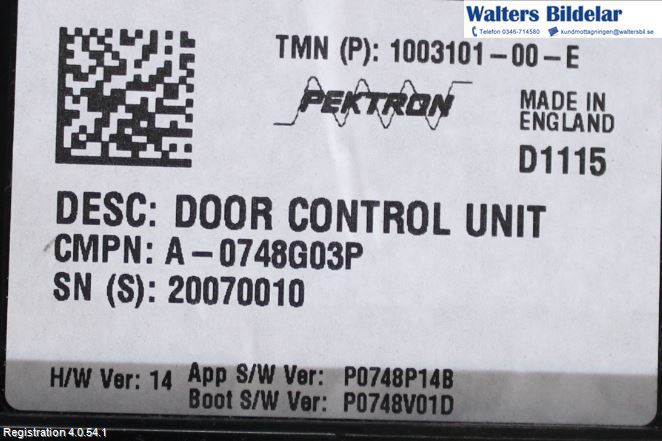 Walters Bildelar
Telefon 0346-714580 kundmottagningen@waltersbil.se
TMN (P): 1003101-00-E
PEKTRON
MADE IN
ENGLAND
D1115
DESC: DOOR CONTROL UNIT
CMPN: A-0748G03P
SN (S): 20070010
H/W Ver: 14 App S/W Ver: P0748P14B
Boot S/W Ver: P0748V01D
Registration 4.0.54.1